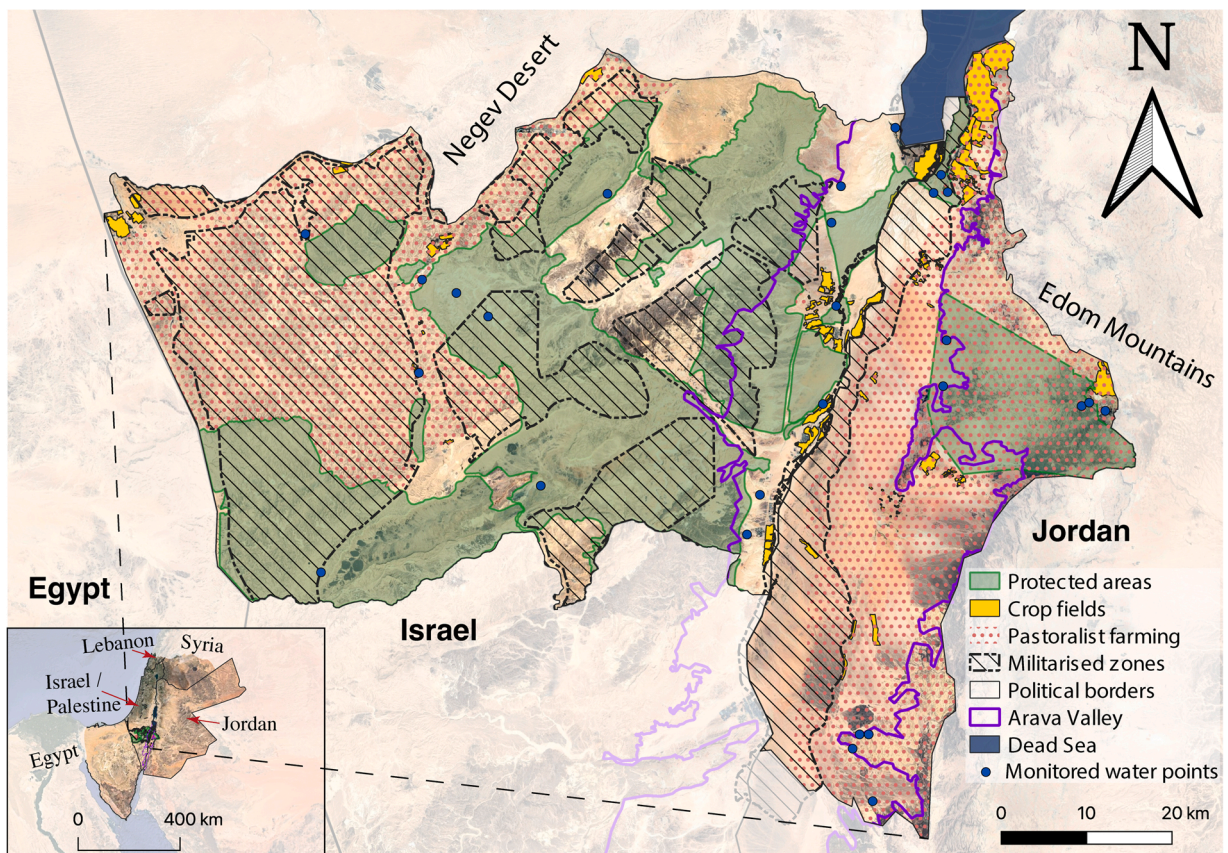 N
Negev Desert
Edom Mountains
Jordan
Egypt
Israel
Protected areas
Crop fields
Pastoralist farming
Militarised zones
Political borders
Arava Valley
Dead Sea
Monitored water points
0 10 20 km
Lebanon
Syria
Israel /
Palestine
Jordan
Egypt
0 400 km